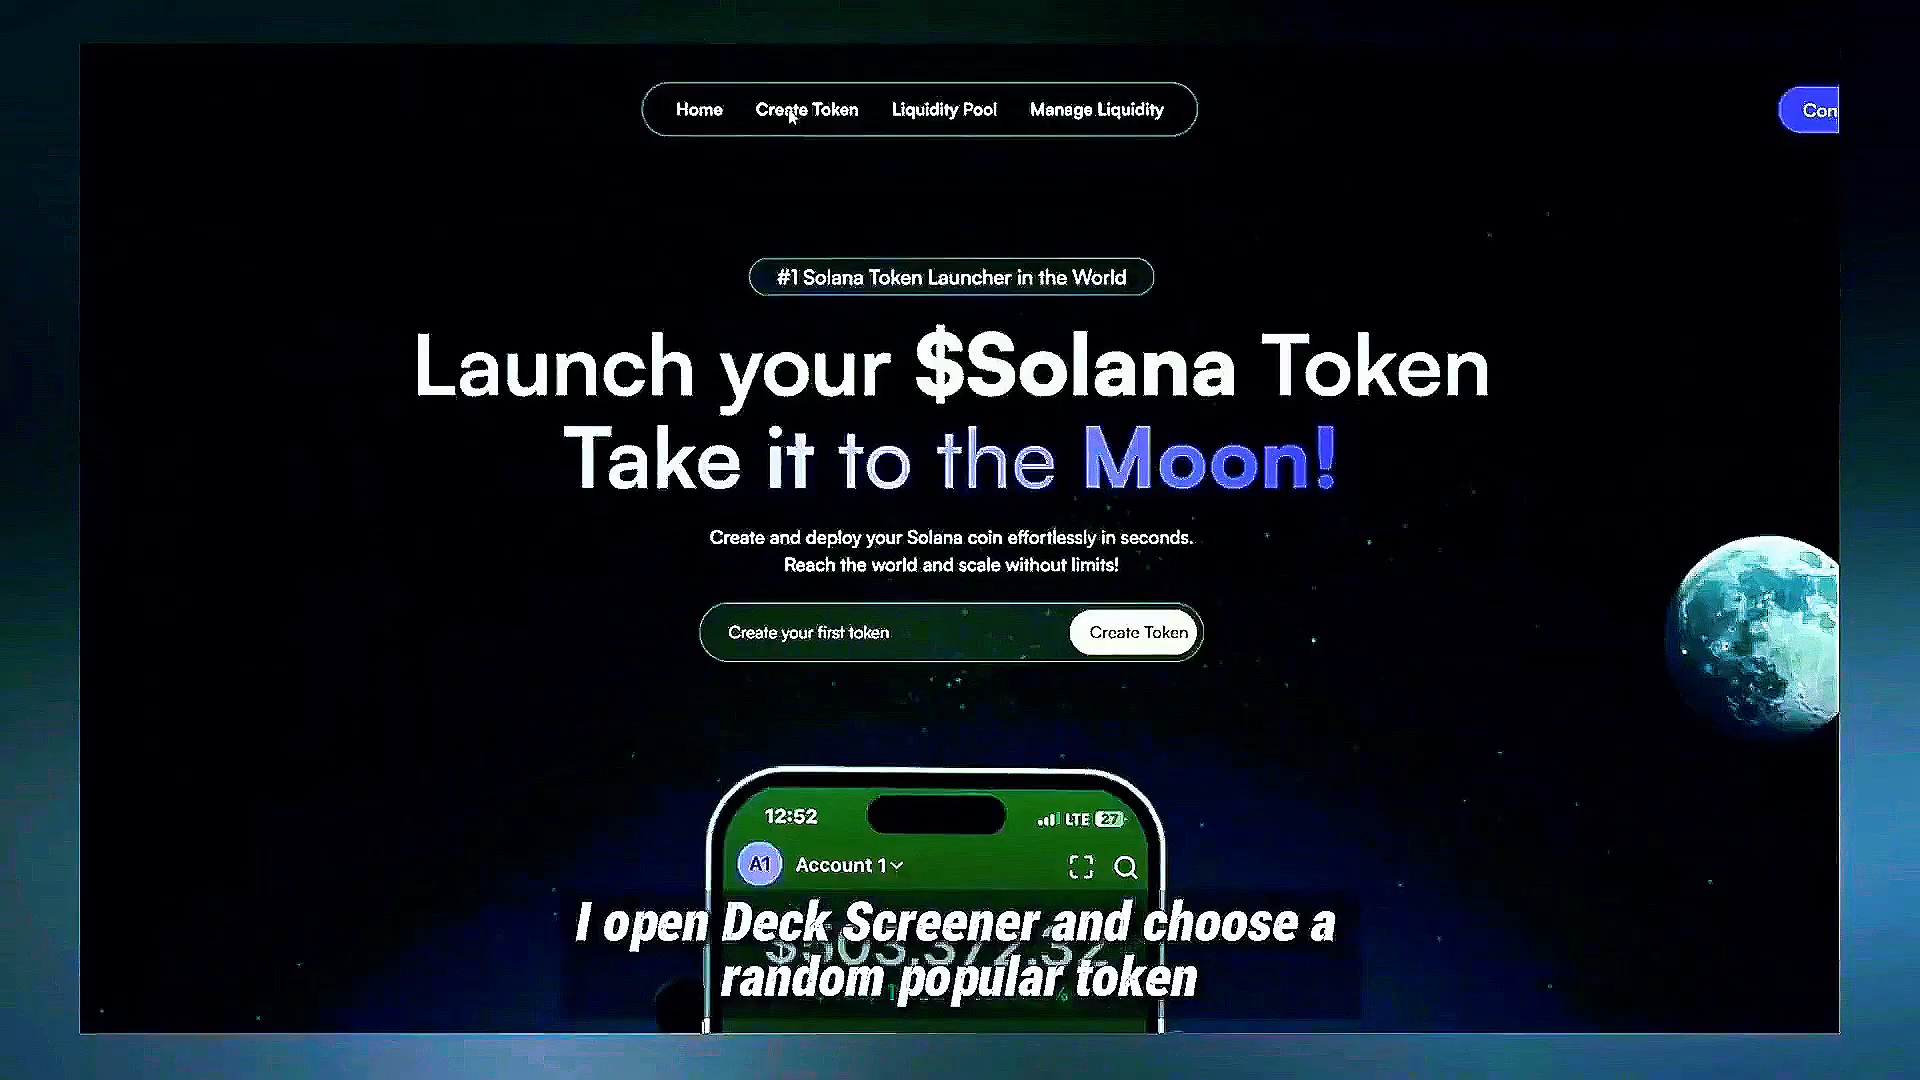 Home Create Token Liquidity Pool Manage Liquidity
Con
#1 Solana Token Launcher in the World
Launch your $Solana Token
Take it to the Moon!
Create and deploy your Solana coin effortlessly in seconds.
Reach the world and scale without limits!
Create your first token Create Token
12:52 LTE 27
A1 Account 1
$503,372.32
I open Deck Screener and choose a
random popular token